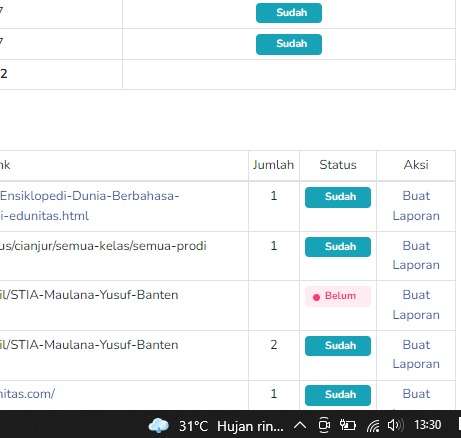 7 Sudah
7 Sudah
2
nk Jumlah Status Aksi
Ensiklopedi-Dunia-Berbahasa- 1 Sudah Buat
i-edunitas.html Laporan
us/cianjur/semua-kelas/semua-prodi 1 Sudah Buat
Laporan
il/STIA-Maulana-Yusuf-Banten Belum Buat
Laporan
il/STIA-Maulana-Yusuf-Banten 2 Sudah Buat
Laporan
nitas.com/ 1 Sudah Buat
31°C Hujan rin... 13:30